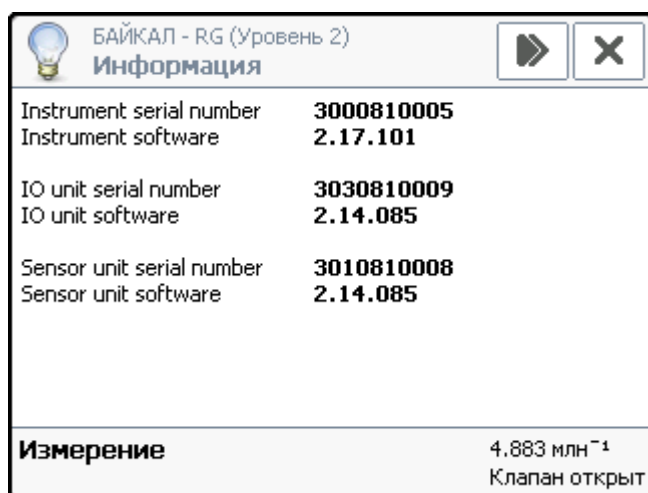 БАЙКАЛ - RG (Уровень 2)
Информация
Instrument serial number 3000810005
Instrument software 2.17.101
IO unit serial number 3030810009
IO unit software 2.14.085
Sensor unit serial number 3010810008
Sensor unit software 2.14.085
Измерение 4.883 млн⁻¹
Клапан открыт